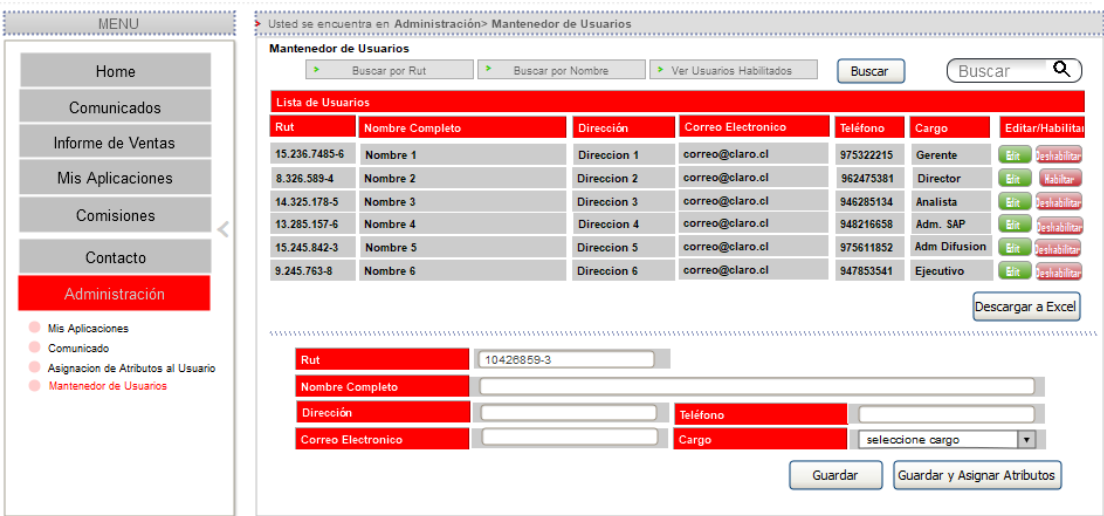 MENU
Usted se encuentra en Administración> Mantenedor de Usuarios
Home
Comunicados
Informe de Ventas
Mis Aplicaciones
Comisiones
Contacto
Administración
Mis Aplicaciones
Comunicado
Asignacion de Atributos al Usuario
Mantenedor de Usuarios
Mantenedor de Usuarios
Buscar por Rut Buscar por Nombre Ver Usuarios Habilitados Buscar Buscar
Lista de Usuarios
Rut Nombre Completo Dirección Correo Electronico Teléfono Cargo Editar/Habilitar
15.236.7485-6 Nombre 1 Direccion 1 correo@claro.cl 975322215 Gerente Edit Deshabilitar
8.326.589-4 Nombre 2 Direccion 2 correo@claro.cl 962475381 Director Edit Habilitar
14.325.178-5 Nombre 3 Direccion 3 correo@claro.cl 946285134 Analista Edit Deshabilitar
13.285.157-6 Nombre 4 Direccion 4 correo@claro.cl 948216658 Adm. SAP Edit Deshabilitar
15.245.842-3 Nombre 5 Direccion 5 correo@claro.cl 975611852 Adm Difusion Edit Deshabilitar
9.245.763-8 Nombre 6 Direccion 6 correo@claro.cl 947853541 Ejecutivo Edit Deshabilitar
Descargar a Excel
Rut 10426859-3
Nombre Completo
Dirección Teléfono
Correo Electronico Cargo seleccione cargo
Guardar Guardar y Asignar Atributos